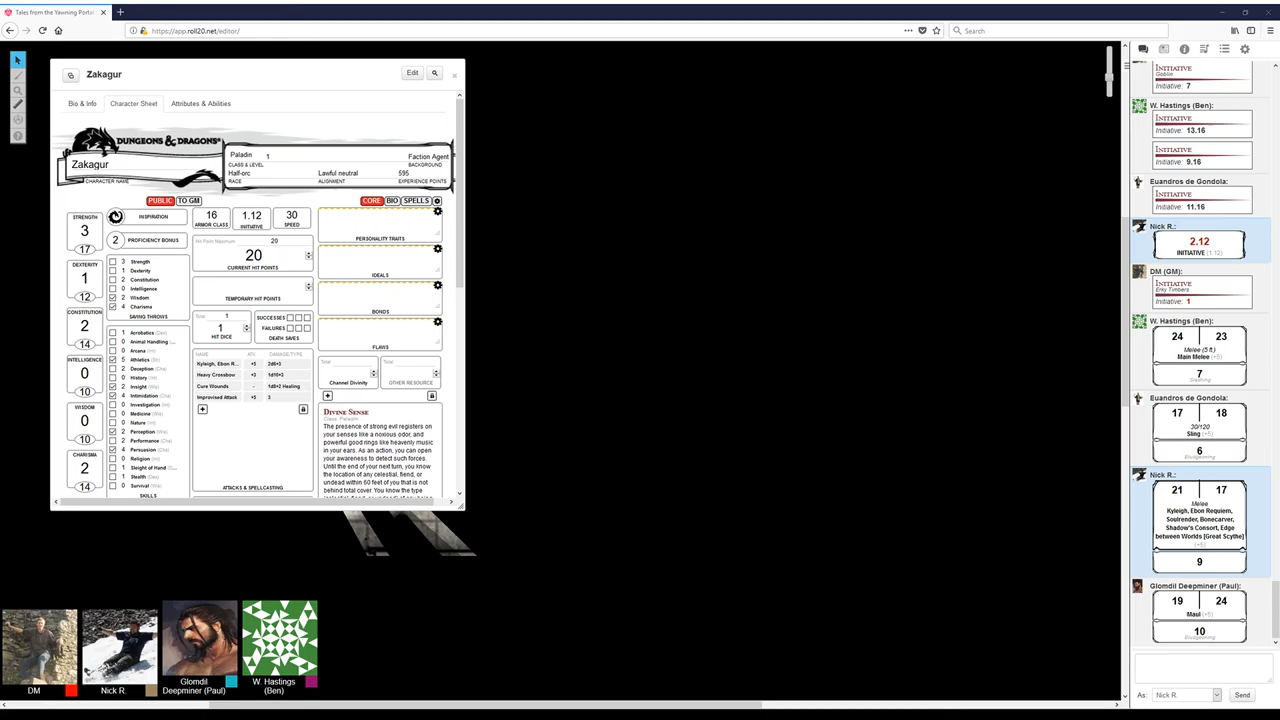 Tales from the Yawning Porta
https://app.roll20.net/editor/
Search
Zakagur
Edit
Bio & Info
Character Sheet
Attributes & Abilities
DUNGEONS & DRAGONS
Zakagur
CHARACTER NAME
Paladin 1
CLASS & LEVEL
Faction Agent
BACKGROUND
Half-orc
RACE
Lawful neutral
ALIGNMENT
595
EXPERIENCE POINTS
PUBLIC TO GM
CORE BIO SPELLS
STRENGTH
3
17
DEXTERITY
1
12
CONSTITUTION
2
14
INTELLIGENCE
0
10
WISDOM
0
10
CHARISMA
2
14
INSPIRATION
2 PROFICIENCY BONUS
3 Strength
1 Dexterity
2 Constitution
0 Intelligence
2 Wisdom
4 Charisma
SAVING THROWS
1 Acrobatics (Dex)
0 Animal Handling (...
0 Arcana (Int)
5 Athletics (Str)
2 Deception (Cha)
0 History (Int)
2 Insight (Wis)
4 Intimidation (Cha)
0 Investigation (Int)
0 Medicine (Wis)
0 Nature (Int)
2 Perception (Wis)
2 Performance (Cha)
4 Persuasion (Cha)
0 Religion (Int)
1 Sleight of Hand (...
1 Stealth (Dex)
0 Survival (Wis)
SKILLS
16
ARMOR CLASS
1.12
INITIATIVE
30
SPEED
Hit Point Maximum 20
20
CURRENT HIT POINTS
TEMPORARY HIT POINTS
Total 1
1
HIT DICE
SUCCESSES
FAILURES
DEATH SAVES
NAME ATK DAMAGE/TYPE
Kyleigh, Ebon R... +5 2d6+3
Heavy Crossbow +3 1d10+3
Cure Wounds - 1d8+2 Healing
Improvised Attack +5 3
ATTACKS & SPELLCASTING
PERSONALITY TRAITS
IDEALS
BONDS
FLAWS
Total
Channel Divinity
Total
OTHER RESOURCE
DIVINE SENSE
Class: Paladin
The presence of strong evil registers on
your senses like a noxious odor, and
powerful good rings like heavenly music
in your ears. As an action, you can open
your awareness to detect such forces.
Until the end of your next turn, you know
the location of any celestial, fiend, or
undead within 60 feet of you that is not
behind total cover. You know the type
DM
Nick R.
Glomdil
Deepminer (Paul)
W. Hastings
(Ben)
INITIATIVE
Goblin
Initiative: 7
W. Hastings (Ben):
INITIATIVE
Initiative: 13.16
INITIATIVE
Initiative: 9.16
Euandros de Gondola:
INITIATIVE
Initiative: 11.16
Nick R.:
2.12
INITIATIVE (1.12)
DM (GM):
INITIATIVE
Erky Timbers
Initiative: 1
W. Hastings (Ben):
24 23
Melee (5 ft)
Main Melee (+5)
7
Slashing
Euandros de Gondola:
17 18
30/120
Sling (+5)
6
Bludgeoning
Nick R.:
21 17
Melee
Kyleigh, Ebon Requiem,
Soulrender, Bonecarver,
Shadow's Consort, Edge
between Worlds [Great Scythe]
(+5)
9
Glomdil Deepminer (Paul):
19 24
Maul (+5)
10
Bludgeoning
As: Nick R.
Send